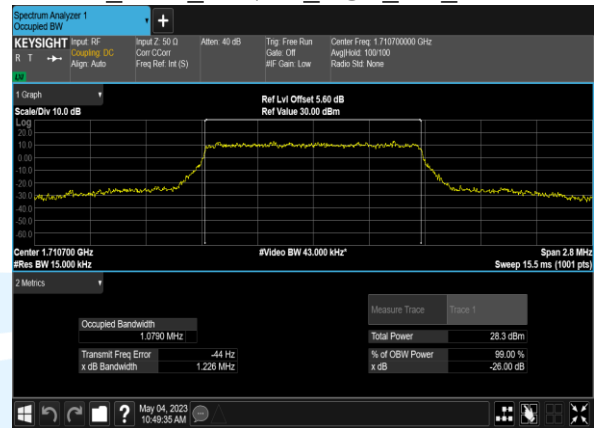 Spectrum Analyzer 1
Occupied BW
KEYSIGHT Input: RF Input Z: 50 Ω Atten: 40 dB Trig: Free Run Center Freq: 1.710700000 GHz
R T Coupling: DC Corr CCorr Gate: Off Avg|Hold: 100/100
Align: Auto Freq Ref: Int (S) #IF Gain: Low Radio Std: None
LV
1 Graph
Ref Lvl Offset 5.60 dB
Scale/Div 10.0 dB Ref Value 30.00 dBm
Log
20.0
10.0
0.00
-10.0
-20.0
-30.0
-40.0
-50.0
-60.0
Center 1.710700 GHz #Video BW 43.000 kHz* Span 2.8 MHz
#Res BW 15.000 kHz Sweep 15.5 ms (1001 pts)
2 Metrics
Measure Trace Trace 1
Occupied Bandwidth
1.0790 MHz Total Power 28.3 dBm
Transmit Freq Error -44 Hz % of OBW Power 99.00 %
x dB Bandwidth 1.226 MHz x dB -26.00 dB
May 04, 2023
10:49:35 AM